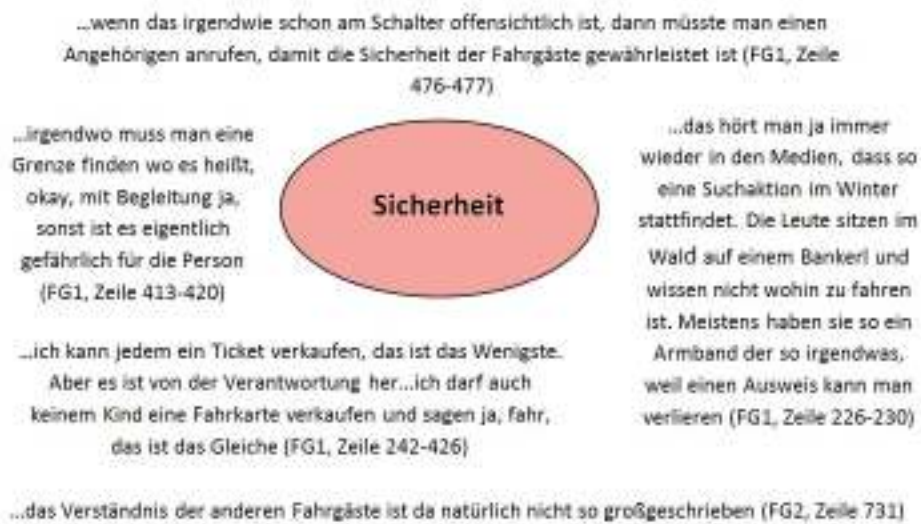 ...wenn das irgendwie schon am Schalter offensichtlich ist, dann müsste man einen
Angehörigen anrufen, damit die Sicherheit der Fahrgäste gewährleistet ist (FG1, Zeile
476-477)
...irgendwo muss man eine
Grenze finden wo es heißt,
okay, mit Begleitung ja,
sonst ist es eigentlich
gefährlich für die Person
(FG1, Zeile 413-420)
Sicherheit
...das hört man ja immer
wieder in den Medien, dass so
eine Suchaktion im Winter
stattfindet. Die Leute sitzen im
Wald auf einem Bankerl und
wissen nicht wohin zu fahren
ist. Meistens haben sie so ein
Armband der so irgendwas,
weil einen Ausweis kann man
verlieren (FG1, Zeile 226-230)
...ich kann jedem ein Ticket verkaufen, das ist das Wenigste.
Aber es ist von der Verantwortung her...ich darf auch
keinem Kind eine Fahrkarte verkaufen und sagen ja, fahr,
das ist das Gleiche (FG1, Zeile 242-426)
...das Verständnis der anderen Fahrgäste ist da natürlich nicht so großgeschrieben (FG2, Zeile 731)